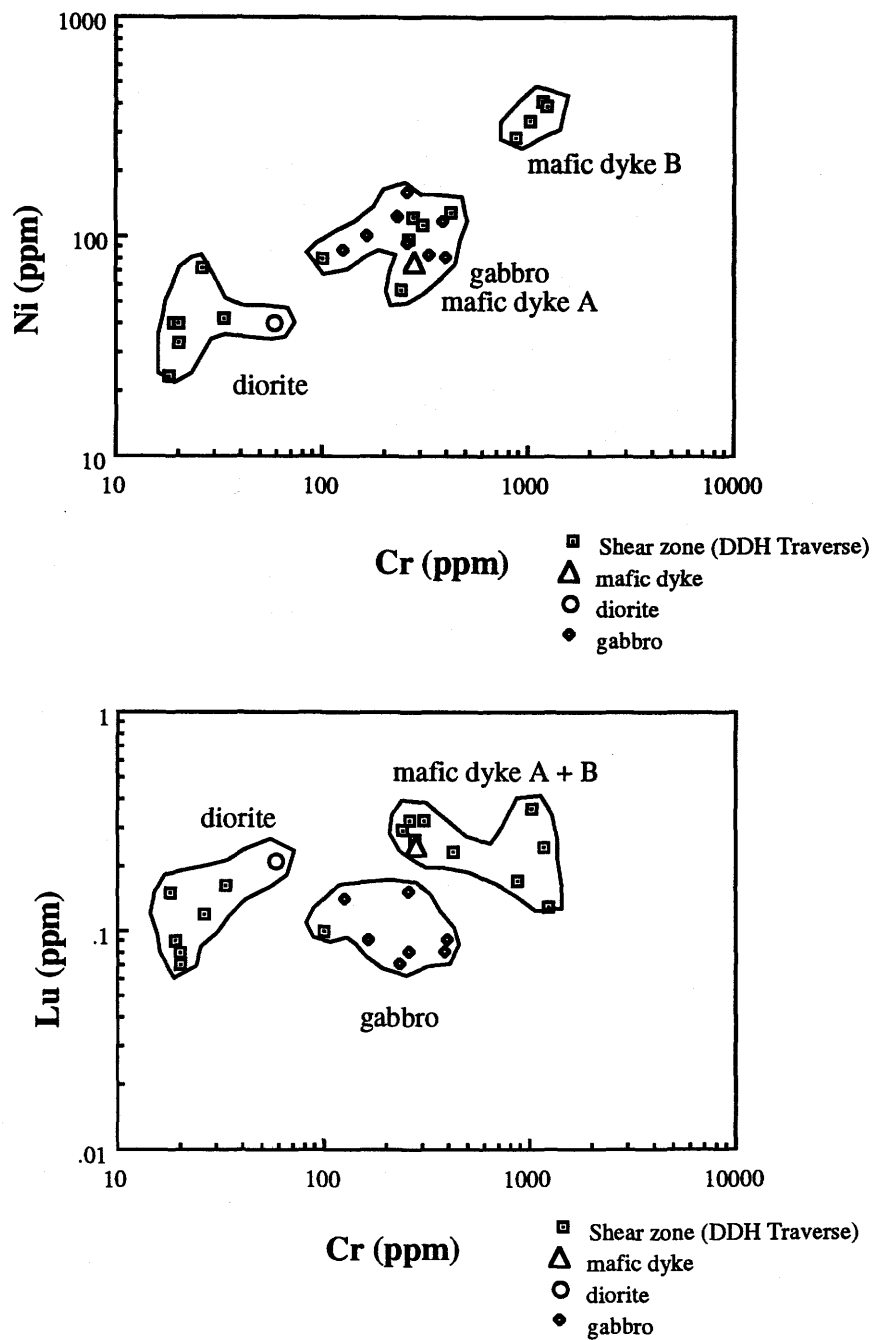 1000
mafic dyke B
100
Ni (ppm)
gabbro
mafic dyke A
diorite
10
10 100 1000 10000
Cr (ppm)
Shear zone (DDH Traverse)
mafic dyke
diorite
gabbro
1
mafic dyke A + B
diorite
.1
Lu (ppm)
gabbro
.01
10 100 1000 10000
Cr (ppm)
Shear zone (DDH Traverse)
mafic dyke
diorite
gabbro